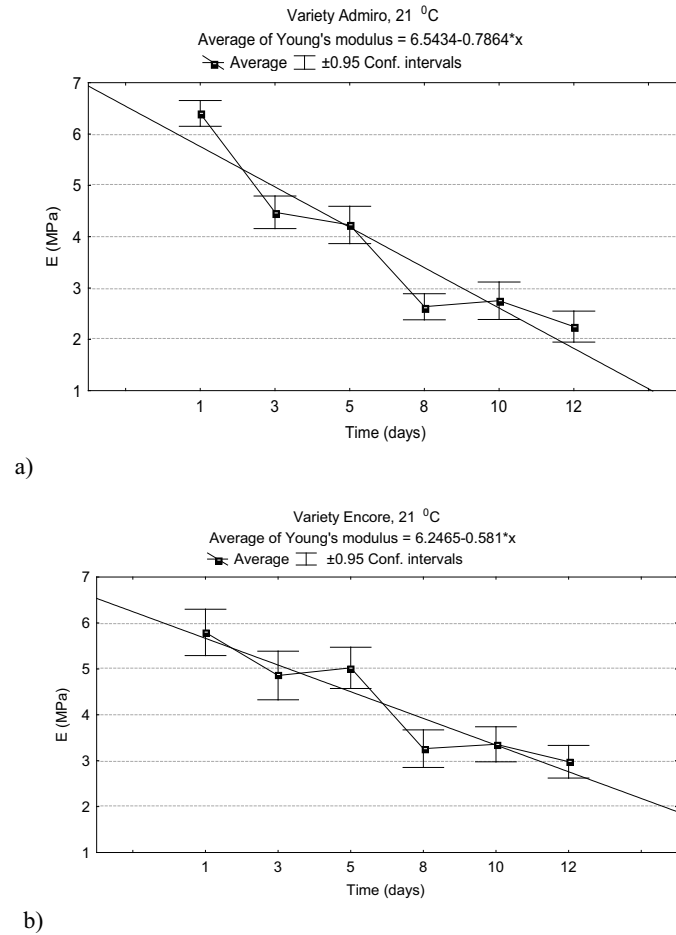 Variety Admiro, 21 ⁰C
Average of Young's modulus = 6.5434-0.7864*x
Average ±0.95 Conf. intervals
7
6
5
4
3
2
1
E (MPa)
1 3 5 8 10 12
Time (days)
a)
Variety Encore, 21 ⁰C
Average of Young's modulus = 6.2465-0.581*x
Average ±0.95 Conf. intervals
7
6
5
4
3
2
1
E (MPa)
1 3 5 8 10 12
Time (days)
b)